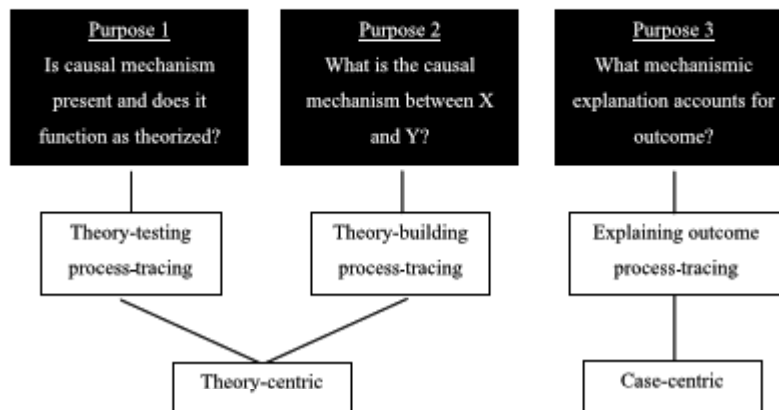 Purpose 1
Is causal mechanism
present and does it
function as theorized?
Purpose 2
What is the causal
mechanism between X
and Y?
Purpose 3
What mechanismic
explanation accounts for
outcome?
Theory-testing
process-tracing
Theory-building
process-tracing
Explaining outcome
process-tracing
Theory-centric
Case-centric